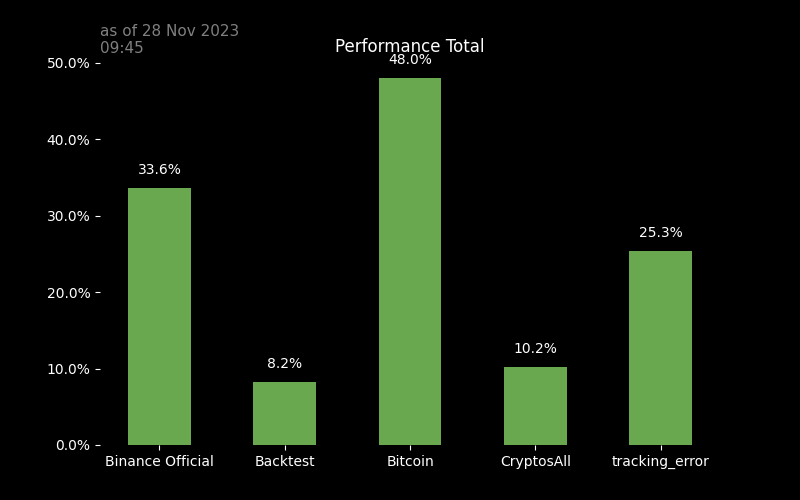 as of 28 Nov 2023
09:45
Performance Total
50.0%
40.0%
30.0%
20.0%
10.0%
0.0%
33.6%
8.2%
48.0%
10.2%
25.3%
Binance Official
Backtest
Bitcoin
CryptosAll
tracking_error